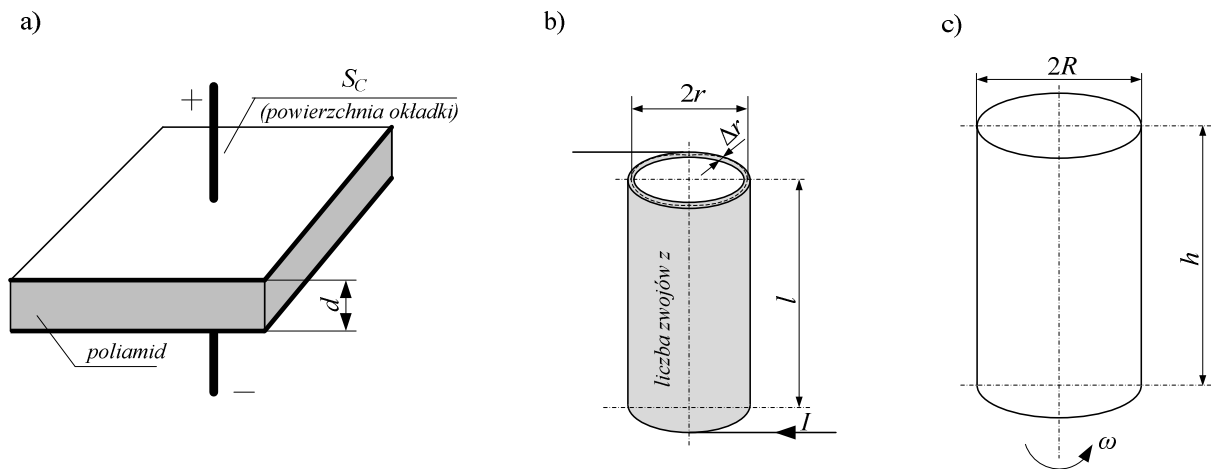 a)
S_C
(powierzchnia okładki)
+
d
poliamid
−
b)
2r
Δr
liczba zwojów z
l
I
c)
2R
h
ω